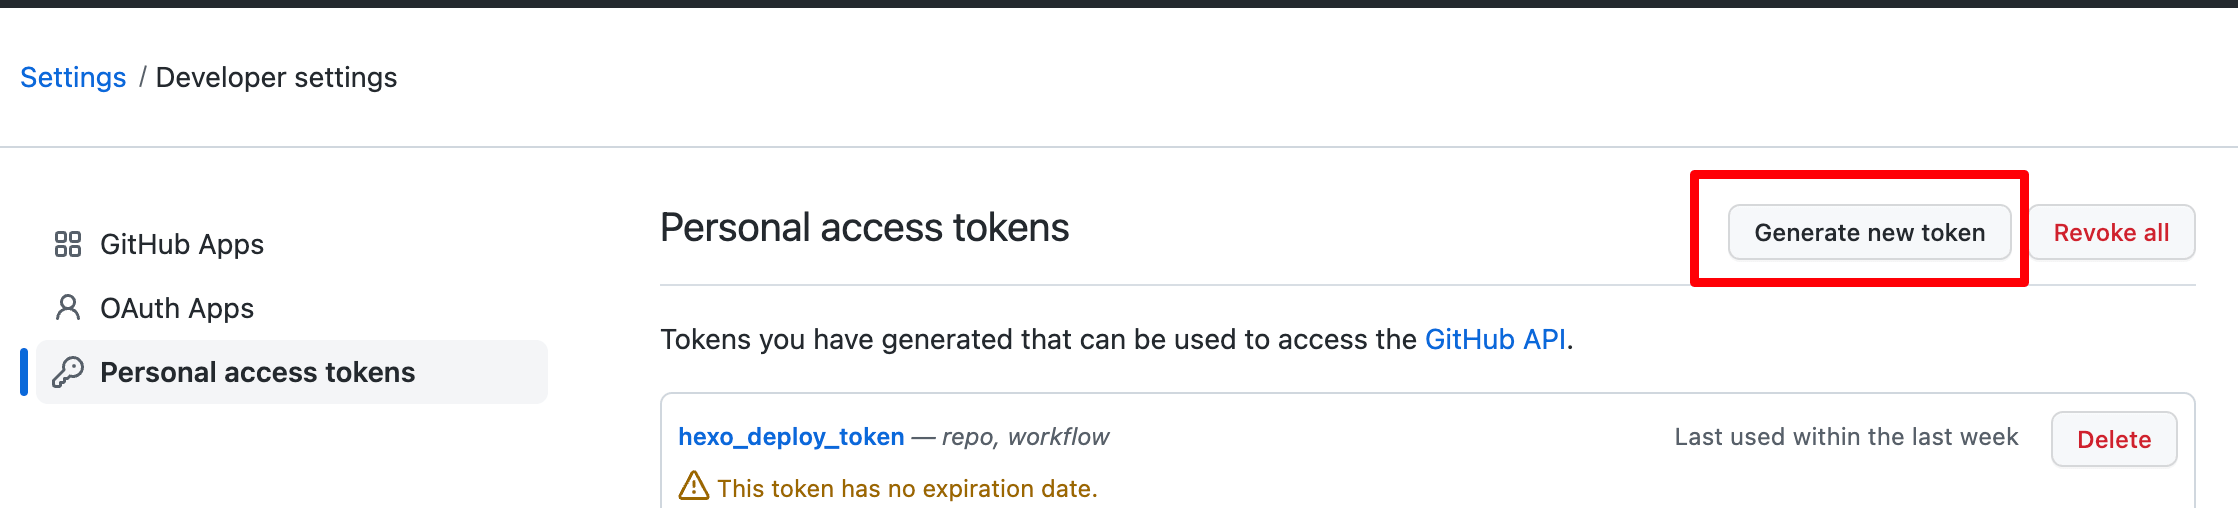 Settings / Developer settings
GitHub Apps
OAuth Apps
Personal access tokens
Personal access tokens
Generate new token
Revoke all
Tokens you have generated that can be used to access the GitHub API.
hexo_deploy_token — repo, workflow
Last used within the last week
Delete
This token has no expiration date.